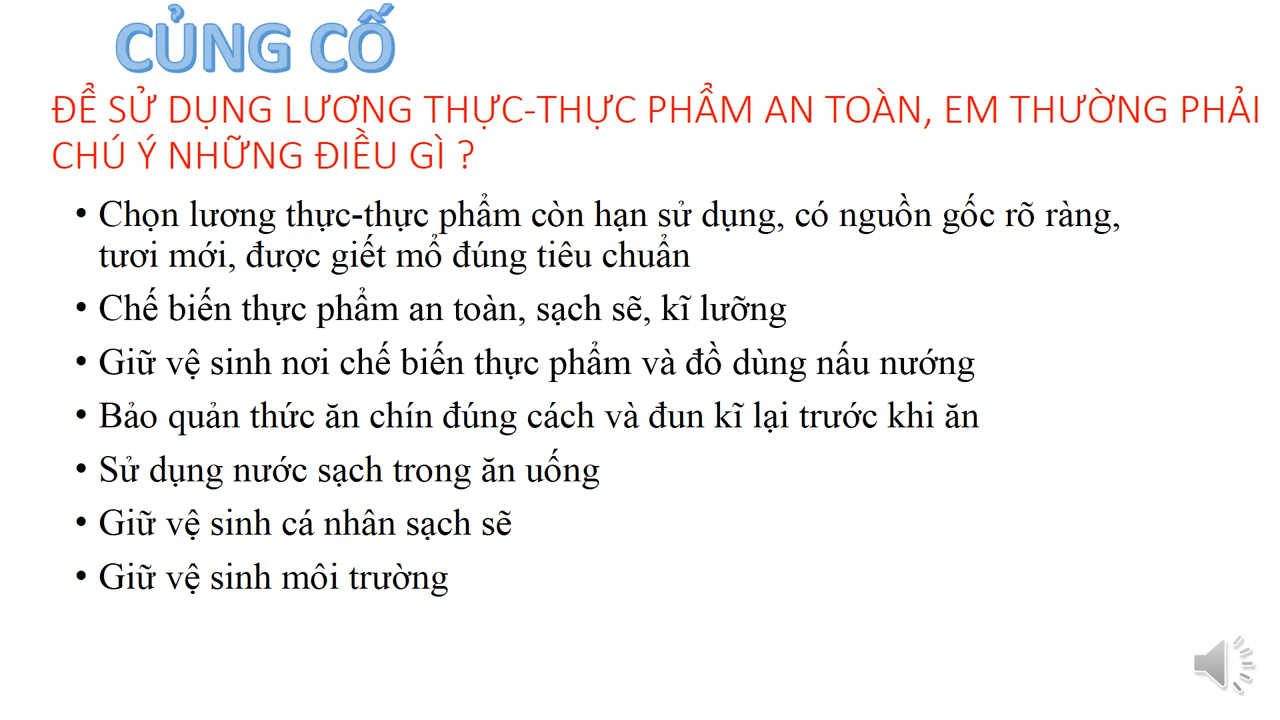 CỦNG CỐ
ĐỂ SỬ DỤNG LƯƠNG THỰC-THỰC PHẨM AN TOÀN, EM THƯỜNG PHẢI
CHÚ Ý NHỮNG ĐIỀU GÌ ?
• Chọn lương thực-thực phẩm còn hạn sử dụng, có nguồn gốc rõ ràng,
tươi mới, được giết mổ đúng tiêu chuẩn
• Chế biến thực phẩm an toàn, sạch sẽ, kĩ lưỡng
• Giữ vệ sinh nơi chế biến thực phẩm và đồ dùng nấu nướng
• Bảo quản thức ăn chín đúng cách và đun kĩ lại trước khi ăn
• Sử dụng nước sạch trong ăn uống
• Giữ vệ sinh cá nhân sạch sẽ
• Giữ vệ sinh môi trường